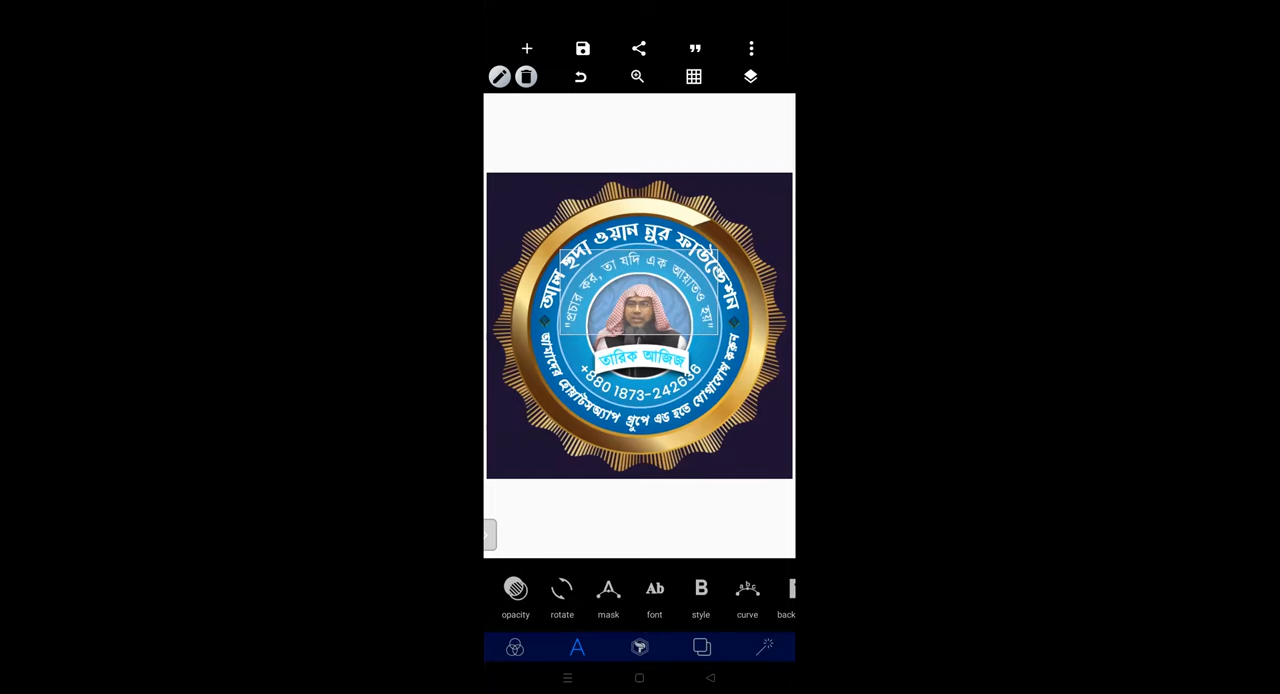 আল হুদা ওয়ান নুর ফাউন্ডেশন
"প্রচার কর, তা যদি এক আয়াতও হয়"
তারিক আজিজ
+880 1873-242636
আমাদের হোয়াটসঅ্যাপ গ্রুপে এড হতে যোগাযোগ করুন
opacity rotate mask font style curve back